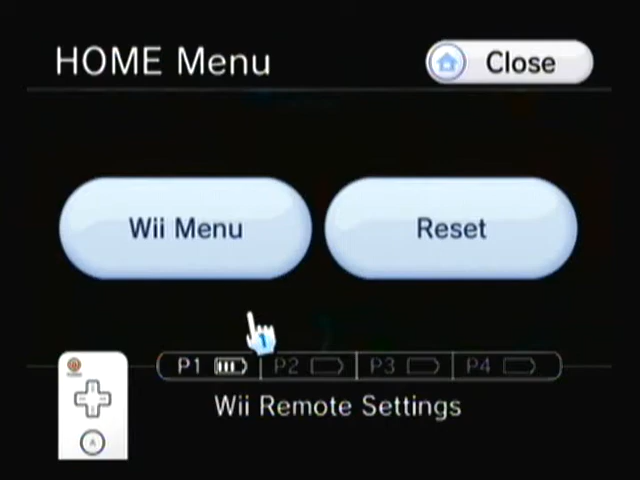 HOME Menu
Close
Wii Menu
Reset
1
P1 P2 P3 P4
Wii Remote Settings
A